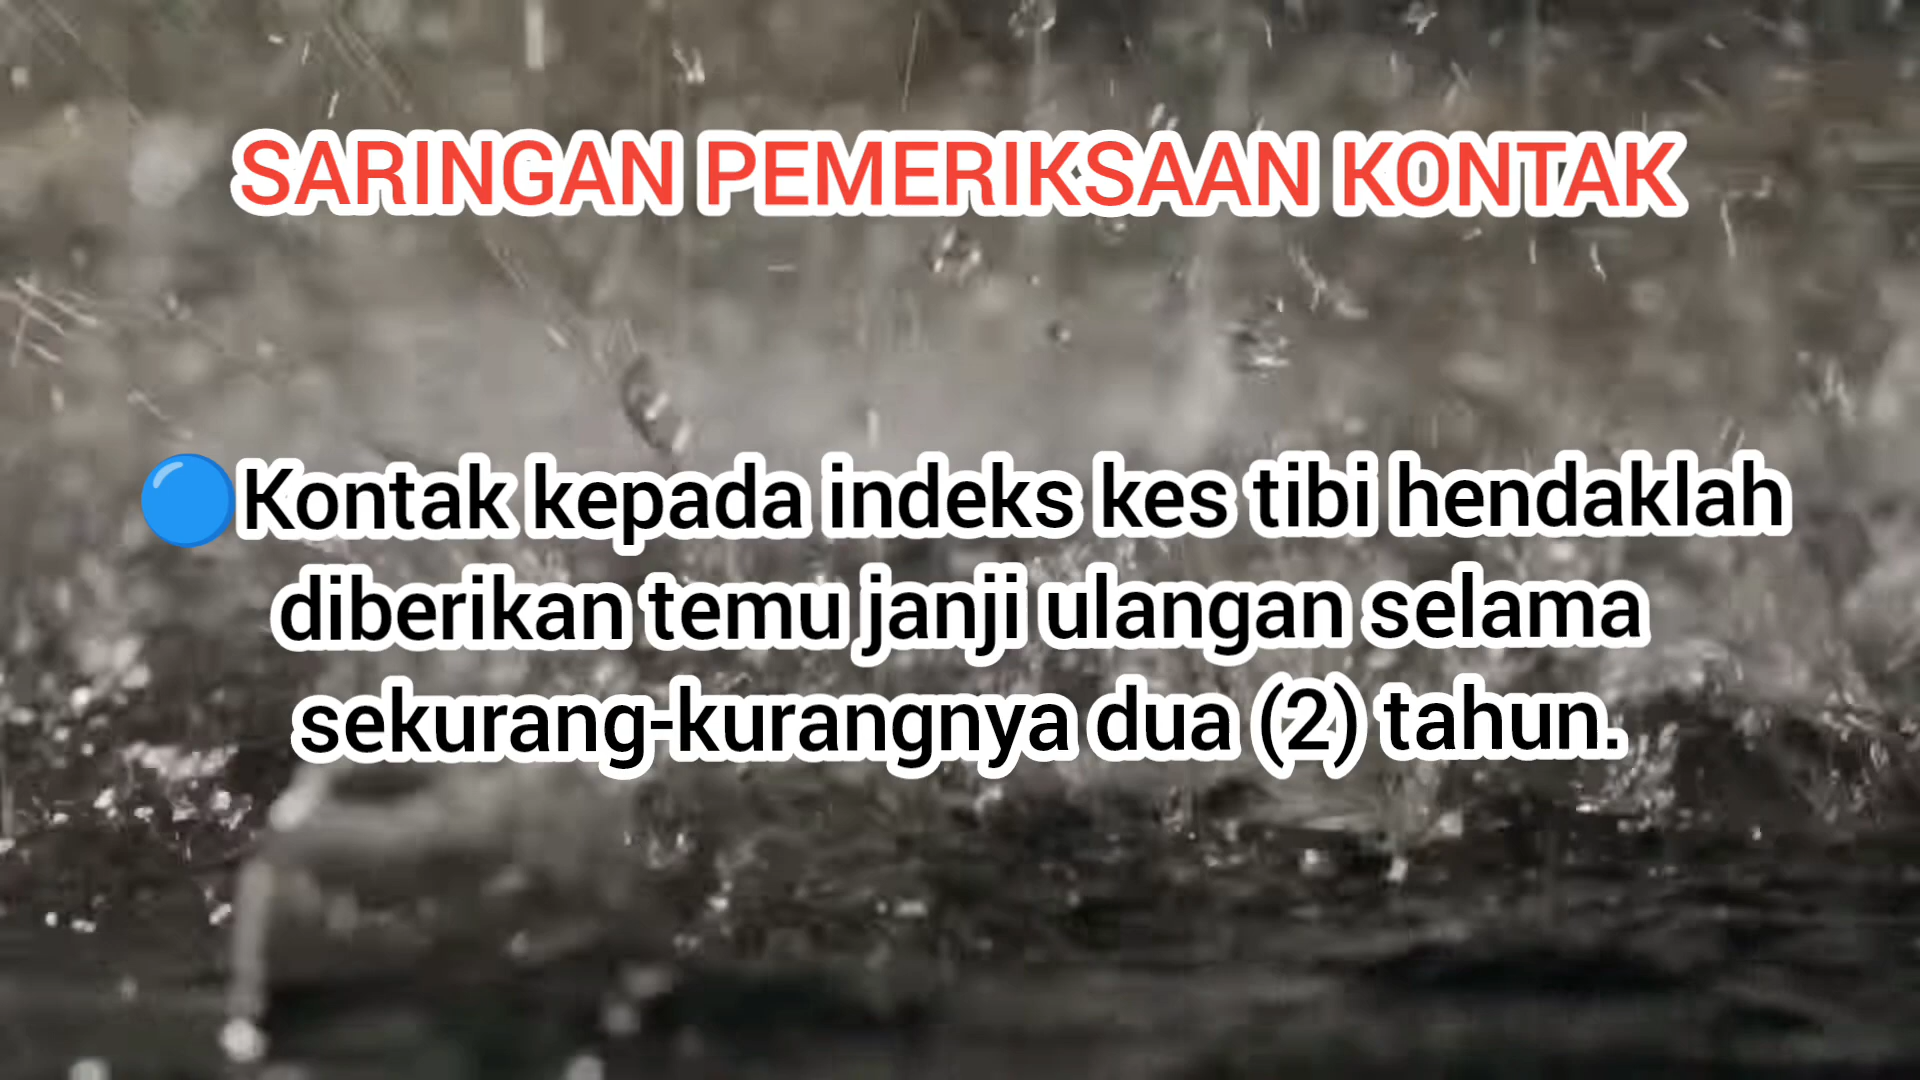 SARINGAN PEMERIKSAAN KONTAK
🔵Kontak kepada indeks kes tibi hendaklah
diberikan temu janji ulangan selama
sekurang-kurangnya dua (2) tahun.